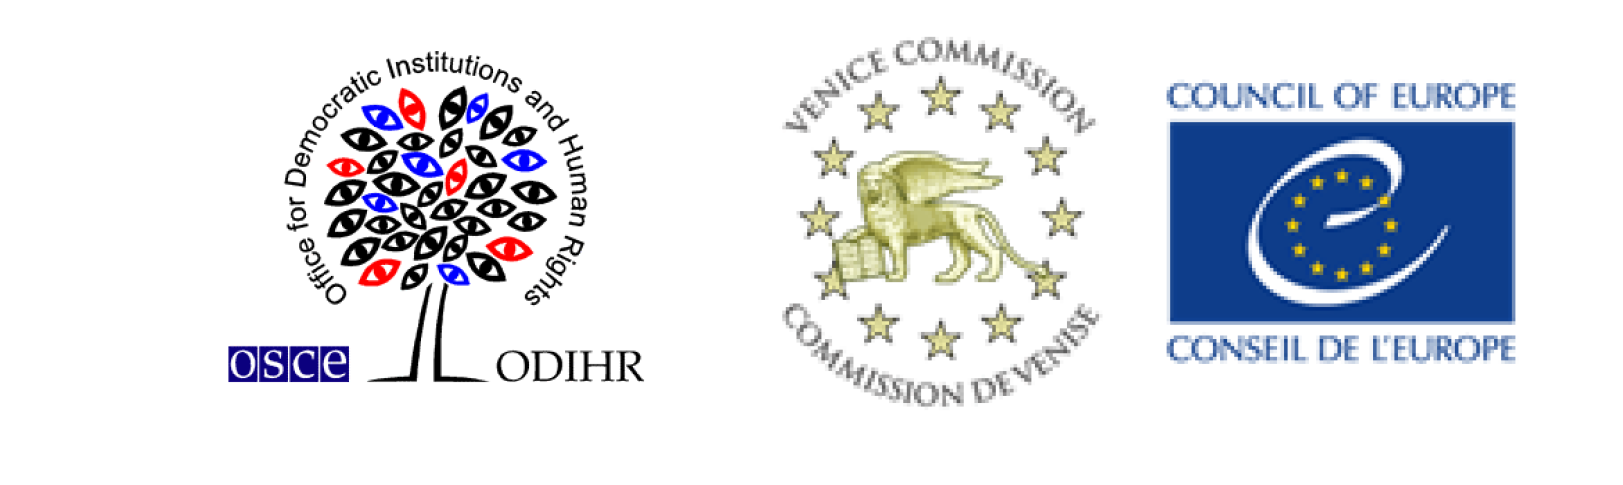 Office for Democratic Institutions and Human Rights
osce
ODIHR
VENICE COMMISSION
COMMISSION DE VENISE
COUNCIL OF EUROPE
CONSEIL DE L'EUROPE